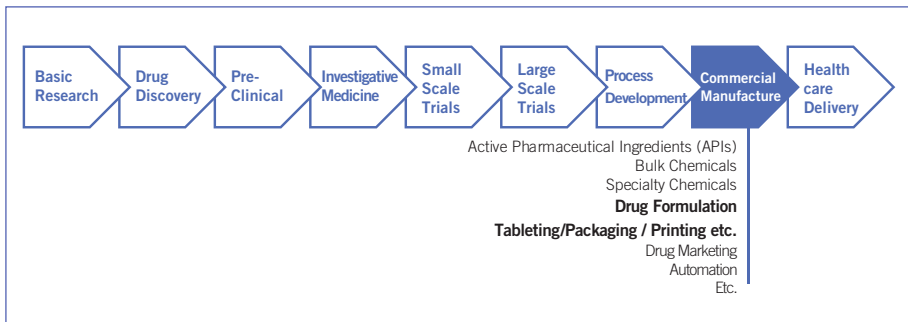 Basic
Research
Drug
Discovery
Pre-
Clinical
Investigative
Medicine
Small
Scale
Trials
Large
Scale
Trials
Process
Development
Commercial
Manufacture
Health
care
Delivery
Active Pharmaceutical Ingredients (APIs)
Bulk Chemicals
Specialty Chemicals
Drug Formulation
Tableting/Packaging / Printing etc.
Drug Marketing
Automation
Etc.